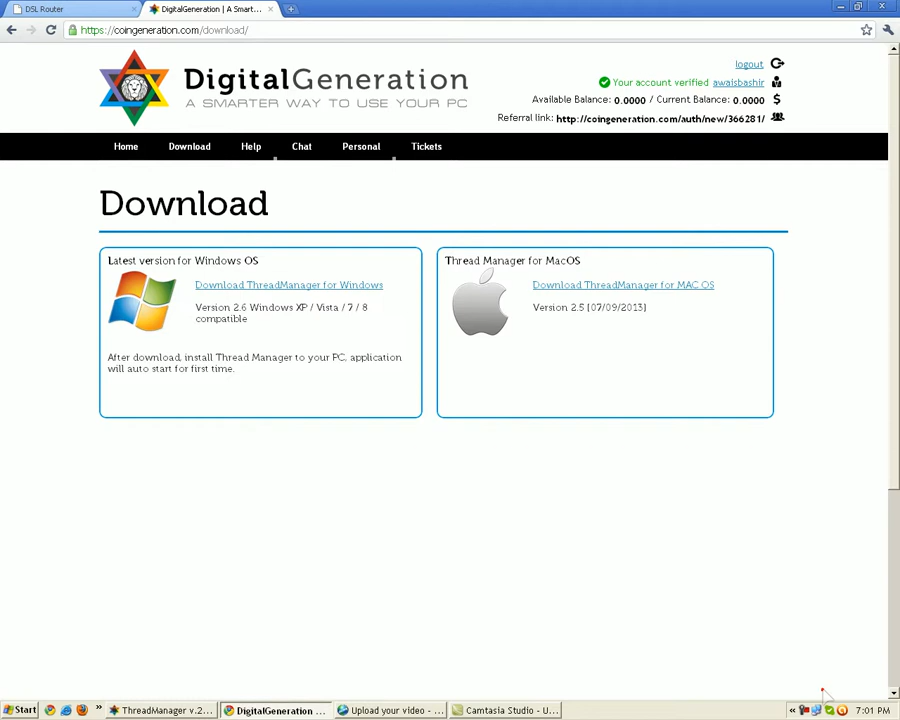 DSL Router
DigitalGeneration | A Smart...
https://coingeneration.com/download/
DigitalGeneration
A SMARTER WAY TO USE YOUR PC
logout
Your account verified awaisbashir
Available Balance: 0.0000 / Current Balance: 0.0000
Referral link: http://coingeneration.com/auth/new/366281/
Home Download Help Chat Personal Tickets
Download
Latest version for Windows OS
Download ThreadManager for Windows
Version 2.6 Windows XP / Vista / 7 / 8
compatible
After download, install Thread Manager to your PC, application
will auto start for first time.
Thread Manager for MacOS
Download ThreadManager for MAC OS
Version 2.5 [07/09/2013]
Start » ThreadManager v.2... DigitalGeneration ... Upload your video - ... Camtasia Studio - U... « 7:01 PM